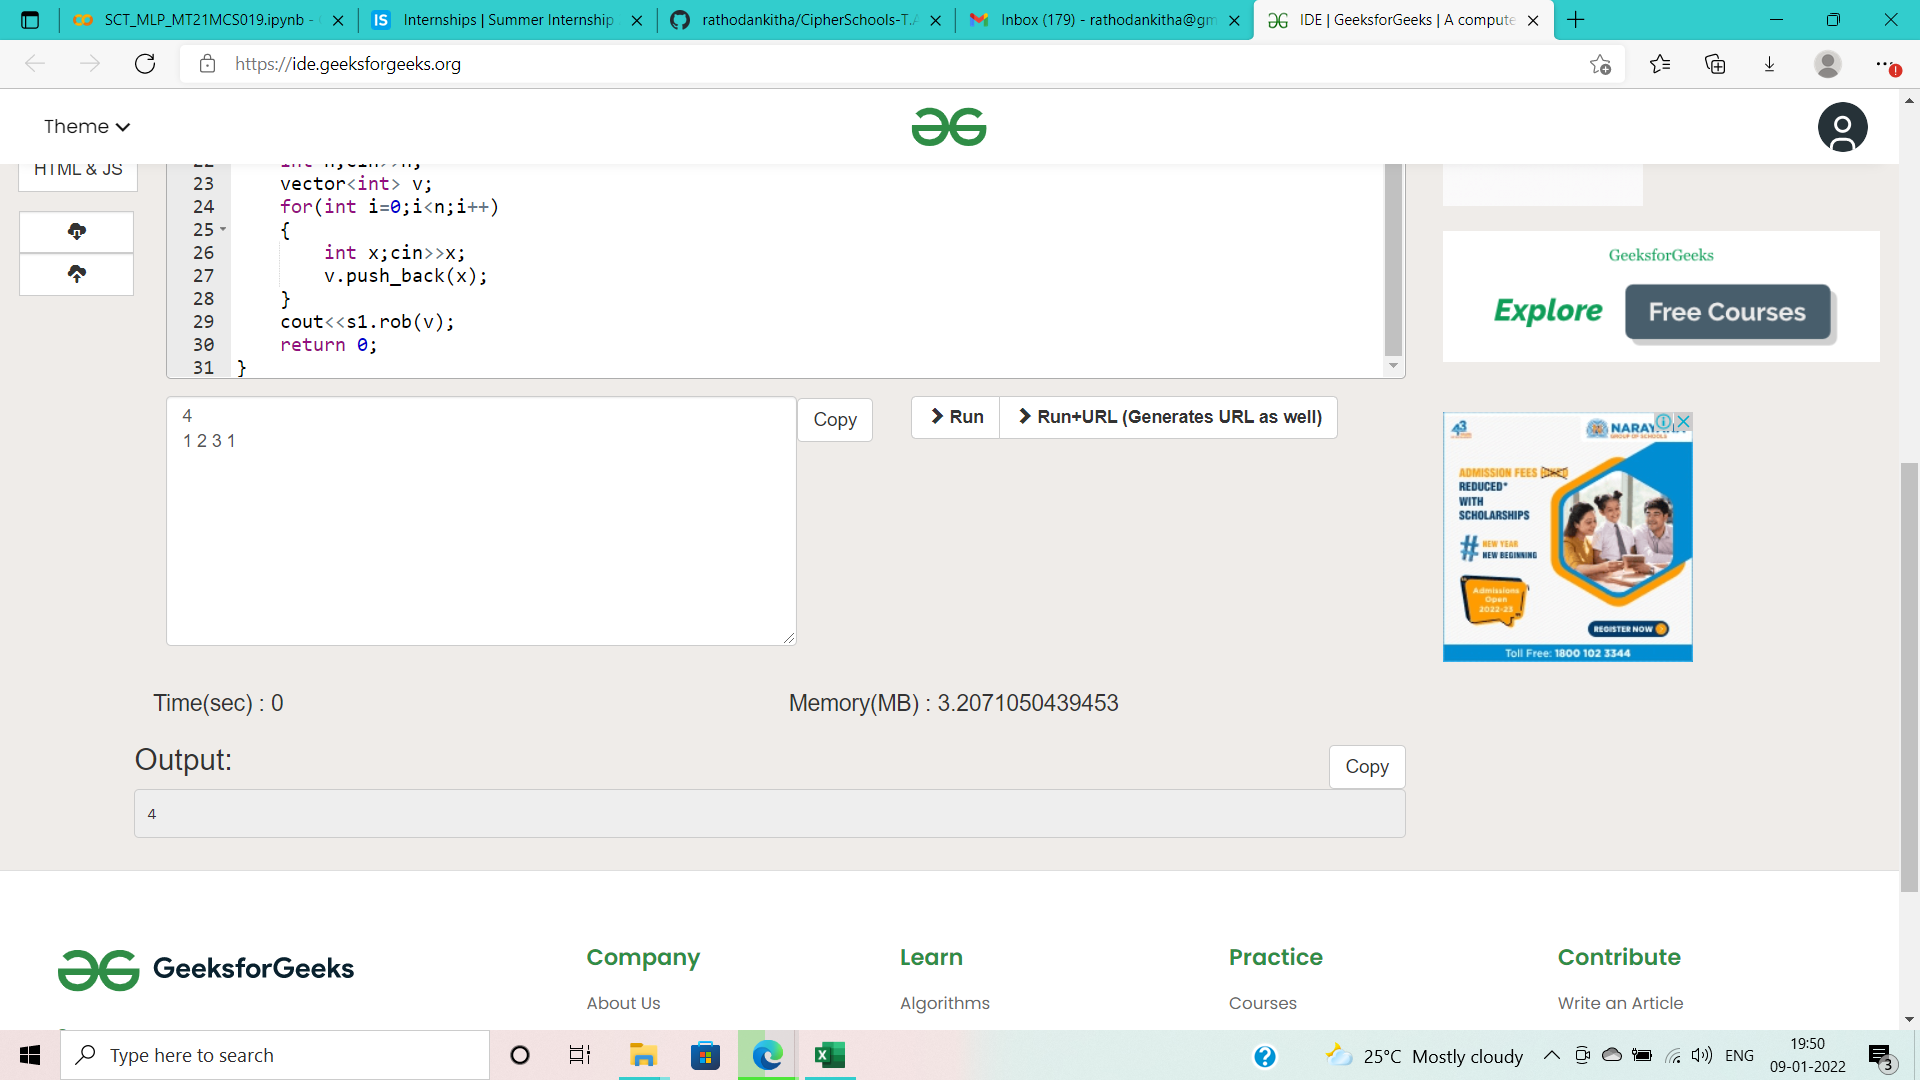 SCT_MLP_MT21MCS019.ipynb -
Internships | Summer Internship
rathodankitha/CipherSchools-T.A
Inbox (179) - rathodankitha@gm
IDE | GeeksforGeeks | A compute
https://ide.geeksforgeeks.org
Theme
HTML & JS
23 vector<int> v;
24 for(int i=0;i<n;i++)
25 {
26 int x;cin>>x;
27 v.push_back(x);
28 }
29 cout<<s1.rob(v);
30 return 0;
31 }
GeeksforGeeks
Explore Free Courses
4
1 2 3 1
Copy
Run
Run+URL (Generates URL as well)
43
GROUP OF SCHOOLS
ADMISSION FEES
REDUCED*
WITH
SCHOLARSHIPS
# NEW YEAR
NEW BEGINNING
Admissions
Open
2022-23
REGISTER NOW
Toll Free: 1800 102 3344
Time(sec) : 0
Memory(MB) : 3.2071050439453
Output:
Copy
4
GeeksforGeeks
Company
Learn
Practice
Contribute
About Us
Algorithms
Courses
Write an Article
Type here to search
25°C Mostly cloudy
ENG
19:50
09-01-2022
3